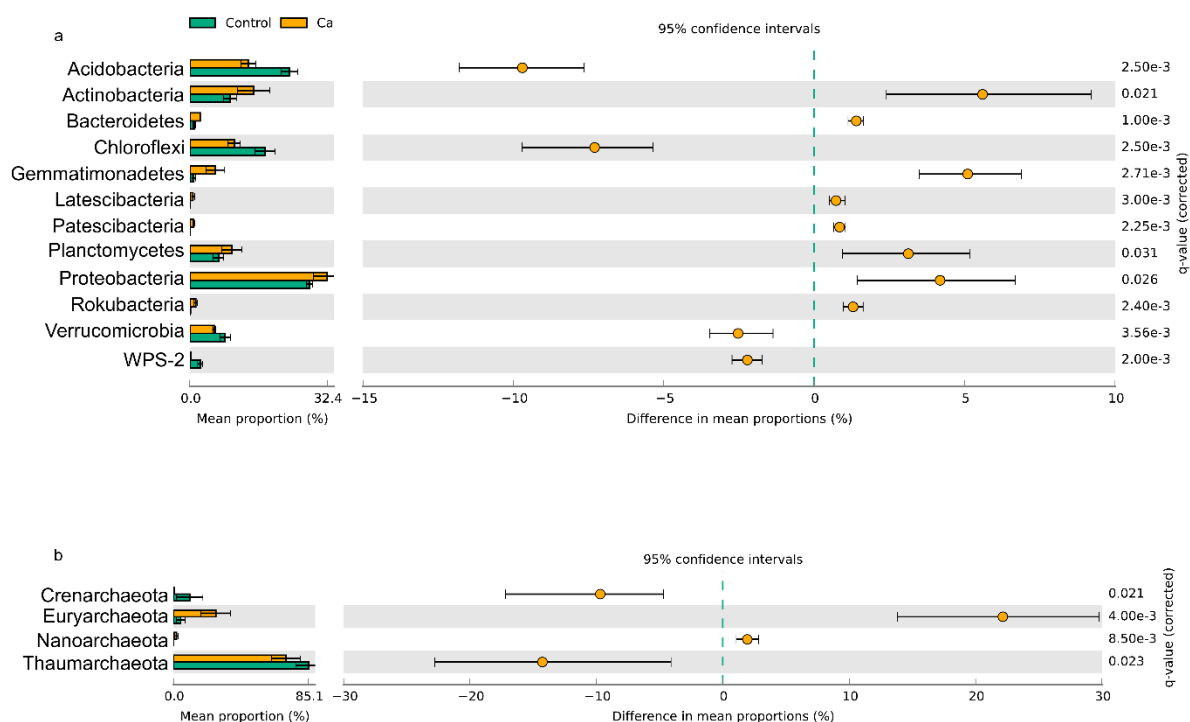 Control Ca
a
95% confidence intervals
Acidobacteria 2.50e-3
Actinobacteria 0.021
Bacteroidetes 1.00e-3
Chloroflexi 2.50e-3
Gemmatimonadetes 2.71e-3
Latescibacteria 3.00e-3
Patescibacteria 2.25e-3
Planctomycetes 0.031
Proteobacteria 0.026
Rokubacteria 2.40e-3
Verrucomicrobia 3.56e-3
WPS-2 2.00e-3
q-value (corrected)
0.0 32.4 −15 −10 −5 0 5 10
Mean proportion (%) Difference in mean proportions (%)
b
95% confidence intervals
Crenarchaeota 0.021
Euryarchaeota 4.00e-3
Nanoarchaeota 8.50e-3
Thaumarchaeota 0.023
q-value (corrected)
0.0 85.1 −30 −20 −10 0 10 20 30
Mean proportion (%) Difference in mean proportions (%)